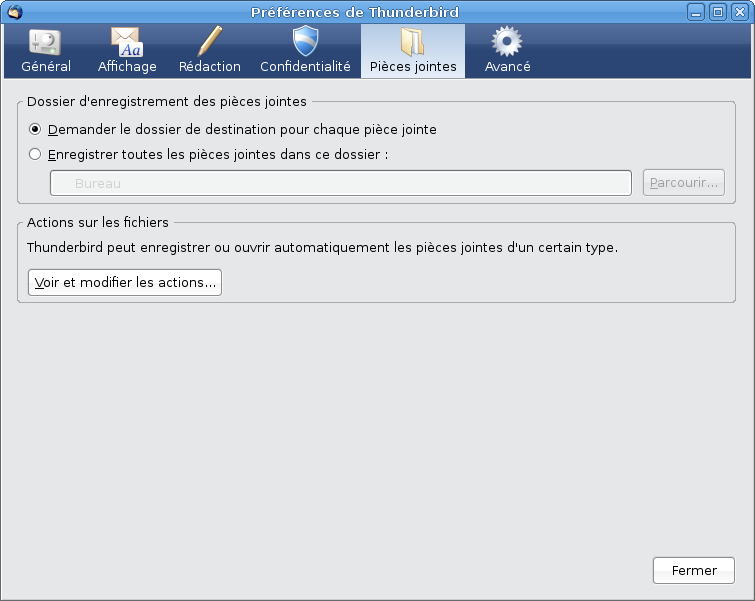 Préférences de Thunderbird
Général Affichage Rédaction Confidentialité Pièces jointes Avancé
Dossier d'enregistrement des pièces jointes
Demander le dossier de destination pour chaque pièce jointe
Enregistrer toutes les pièces jointes dans ce dossier :
Bureau Parcourir...
Actions sur les fichiers
Thunderbird peut enregistrer ou ouvrir automatiquement les pièces jointes d'un certain type.
Voir et modifier les actions...
Fermer